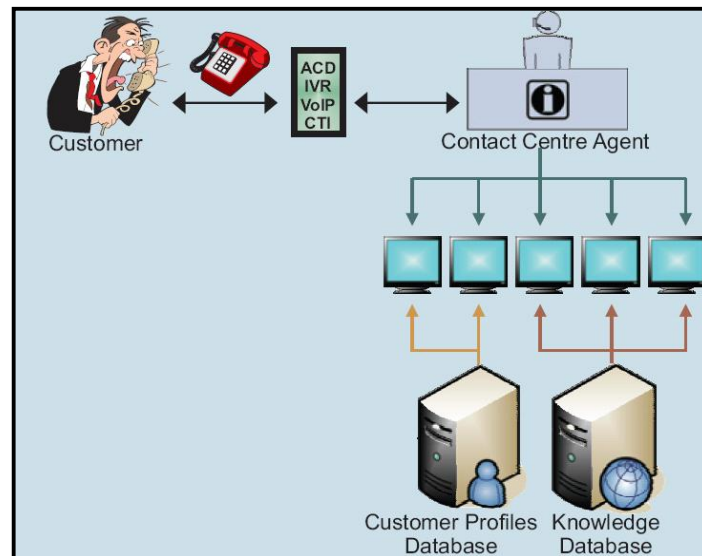 ACD
IVR
VoIP
CTI
Customer
Contact Centre Agent
Customer Profiles
Database
Knowledge
Database